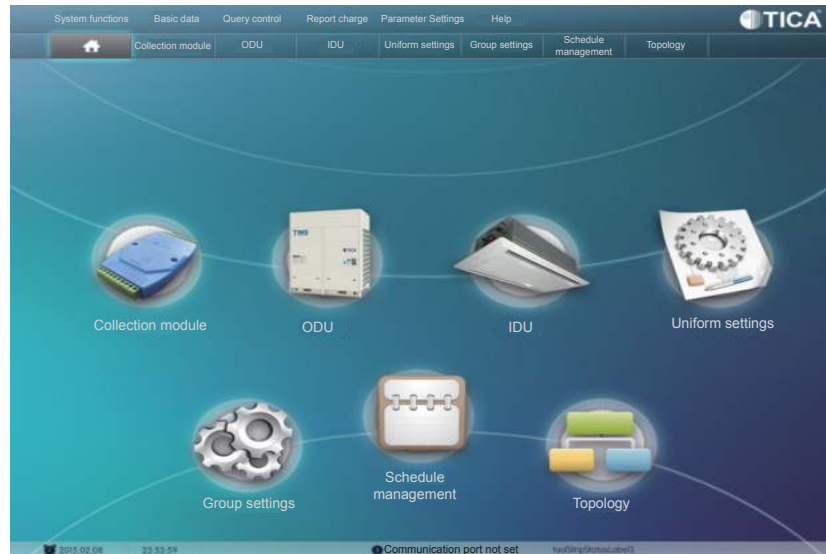 System functions Basic data Query control Report charge Parameter Settings Help
TICA
Collection module ODU IDU Uniform settings Group settings Schedule management Topology
Collection module ODU IDU Uniform settings
Group settings Schedule management Topology
2015 02 08 23:53:59 Communication port not set toolStripStatusLabel3